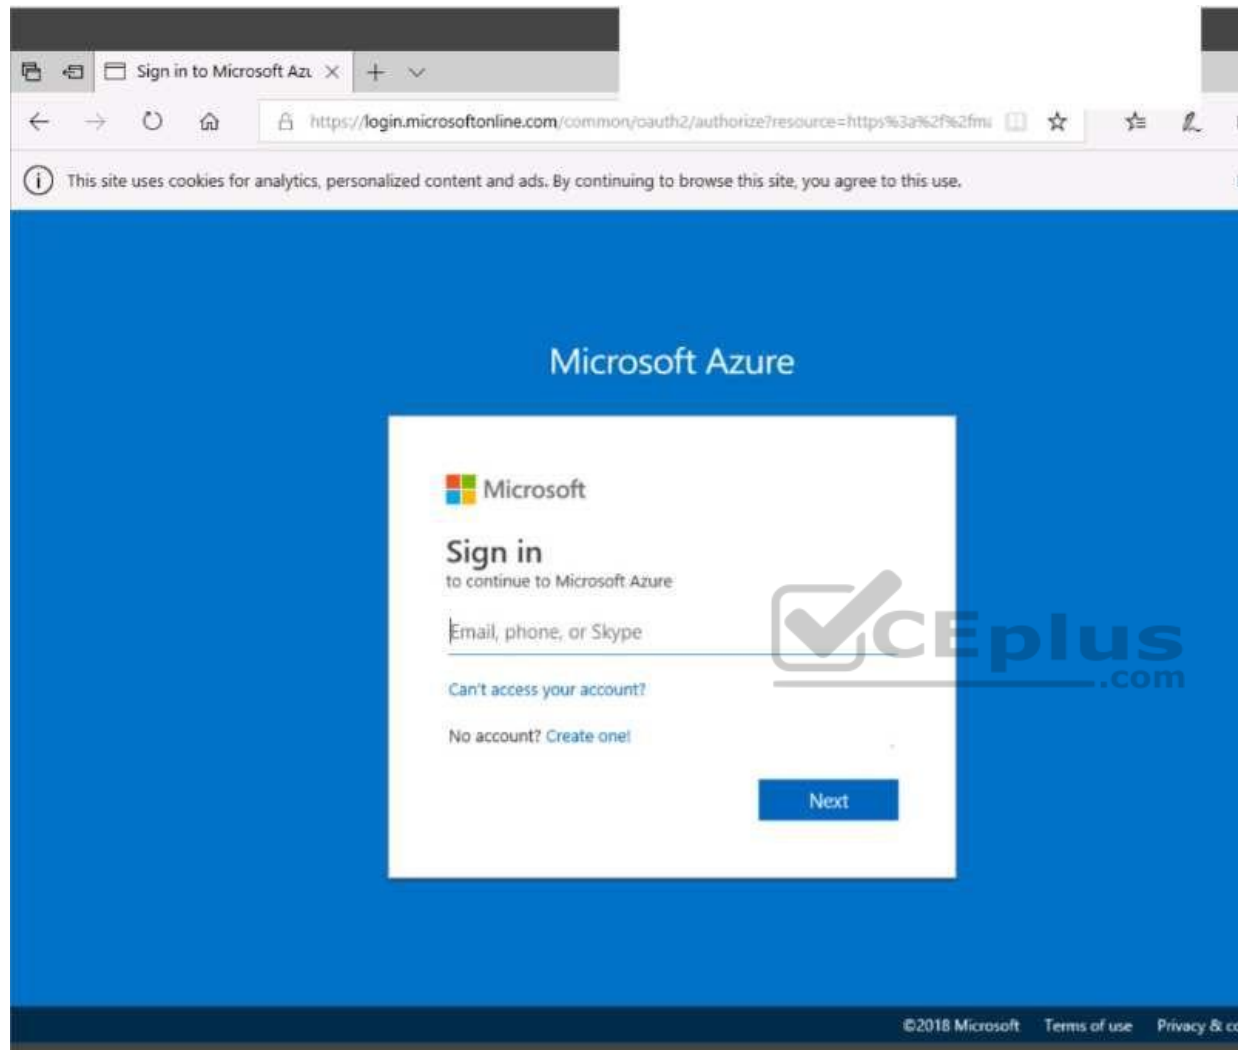 Sign in to Microsoft Azu
https://login.microsoftonline.com/common/oauth2/authorize?resource=https%3a%2f%2fma
This site uses cookies for analytics, personalized content and ads. By continuing to browse this site, you agree to this use.
Microsoft Azure
Microsoft
Sign in
to continue to Microsoft Azure
Email, phone, or Skype
CEplus
.com
Can't access your account?
No account? Create one!
Next
©2018 Microsoft Terms of use Privacy & co